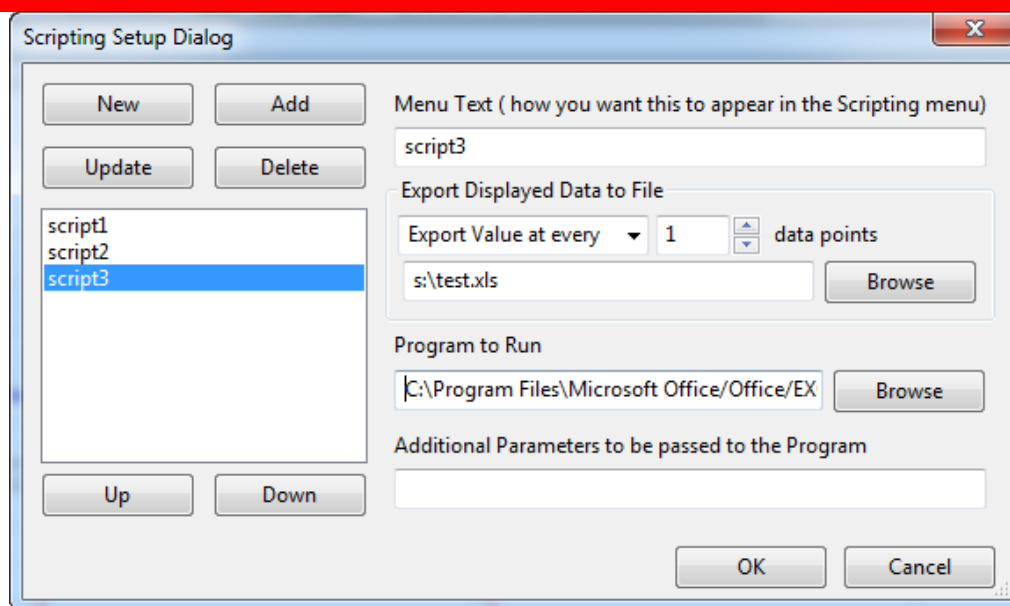 Scripting Setup Dialog
New Add
Menu Text ( how you want this to appear in the Scripting menu)
script3
Update Delete
Export Displayed Data to File
script1
script2
script3
Export Value at every 1 data points
s:\test.xls Browse
Program to Run
C:\Program Files\Microsoft Office/Office/EX Browse
Additional Parameters to be passed to the Program
Up Down
OK Cancel